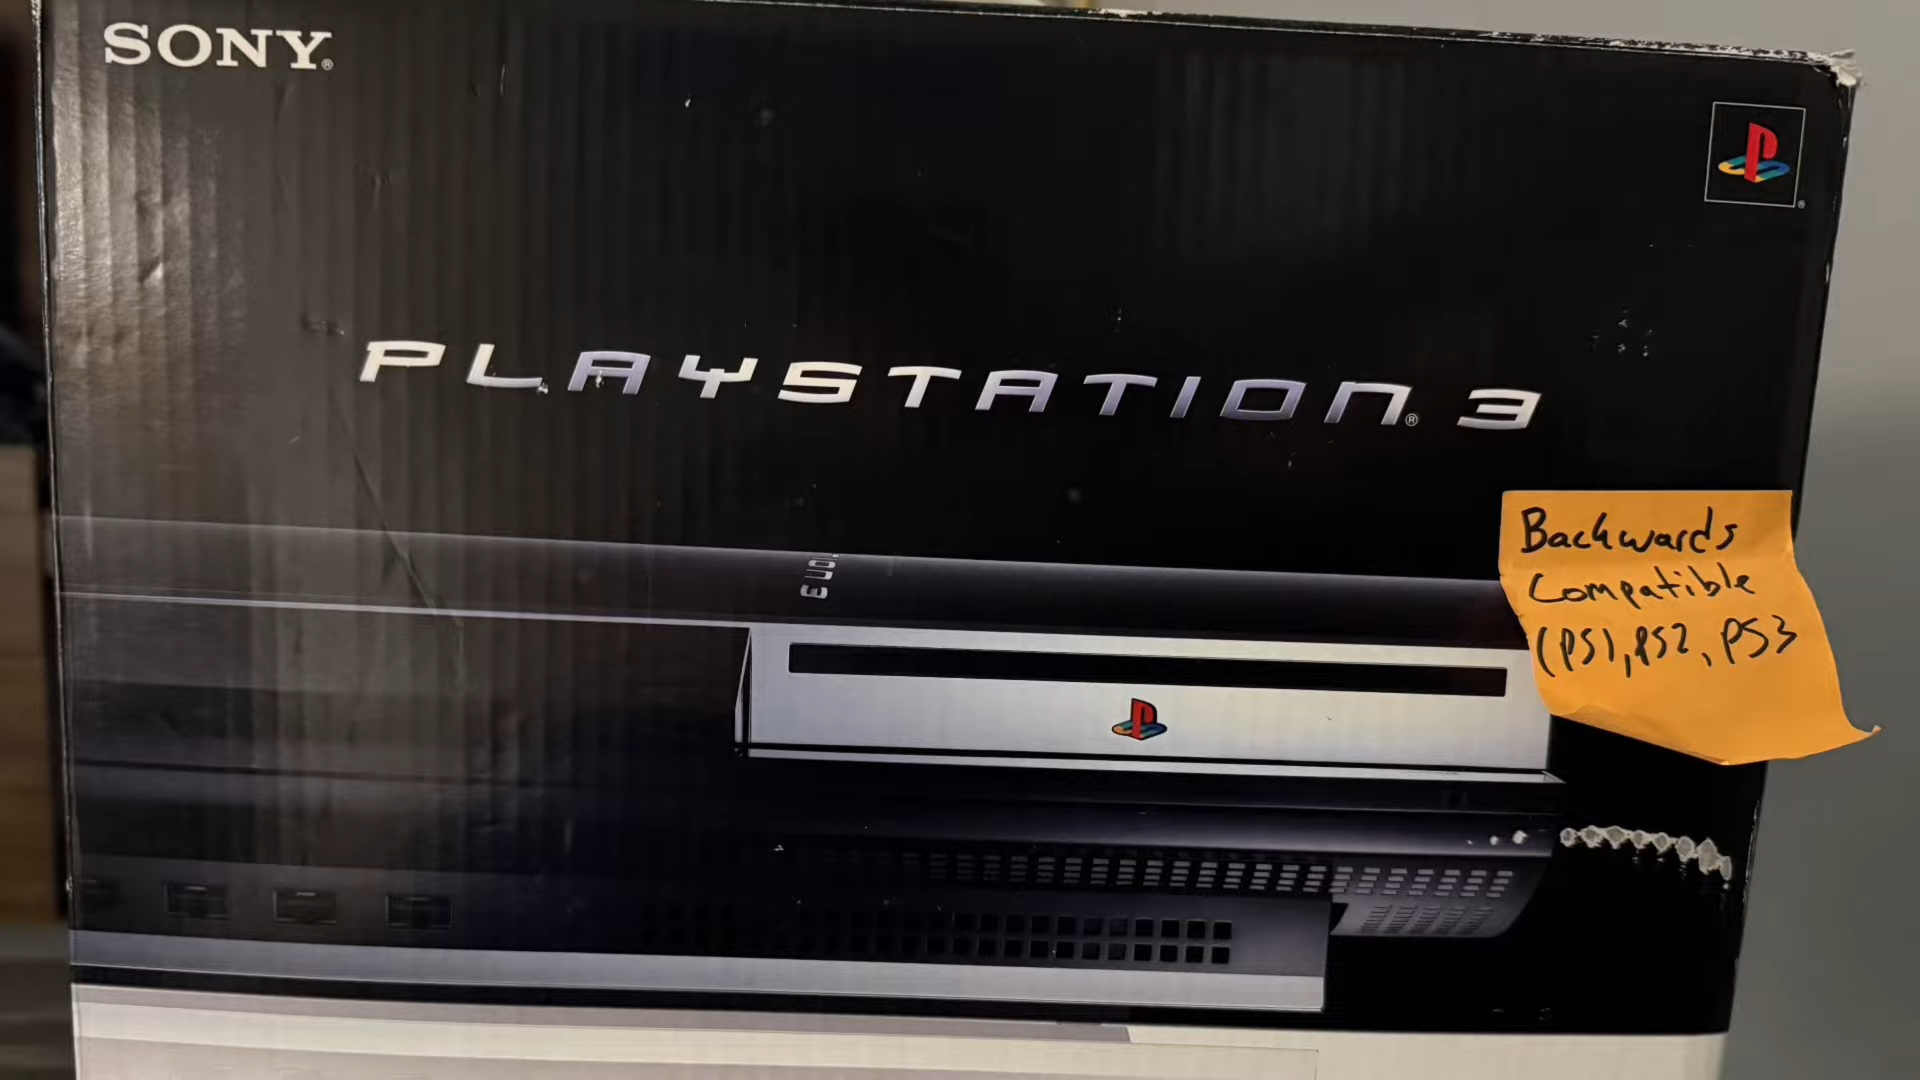 SONY®
PLAYSTATION® 3
Backwards
Compatible
(PS1, PS2, PS3